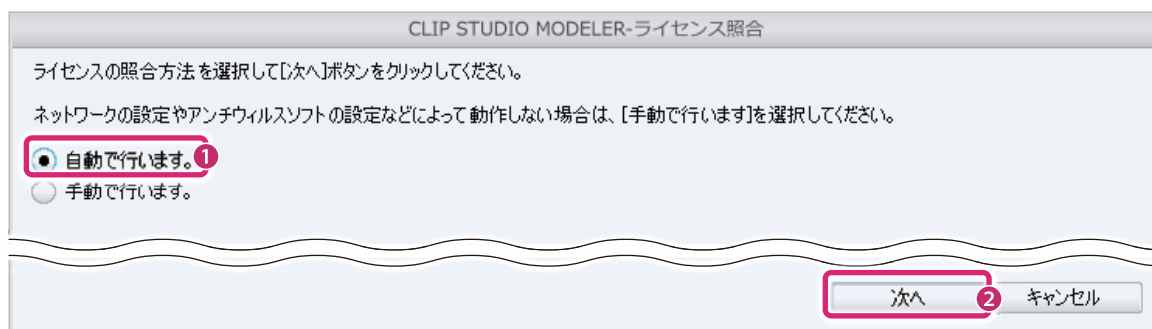 CLIP STUDIO MODELER-ライセンス照合
ライセンスの照合方法を選択して[次へ]ボタンをクリックしてください。
ネットワークの設定やアンチウィルスソフトの設定などによって動作しない場合は、[手動で行います]を選択してください。
自動で行います。1
手動で行います。
次へ 2 キャンセル